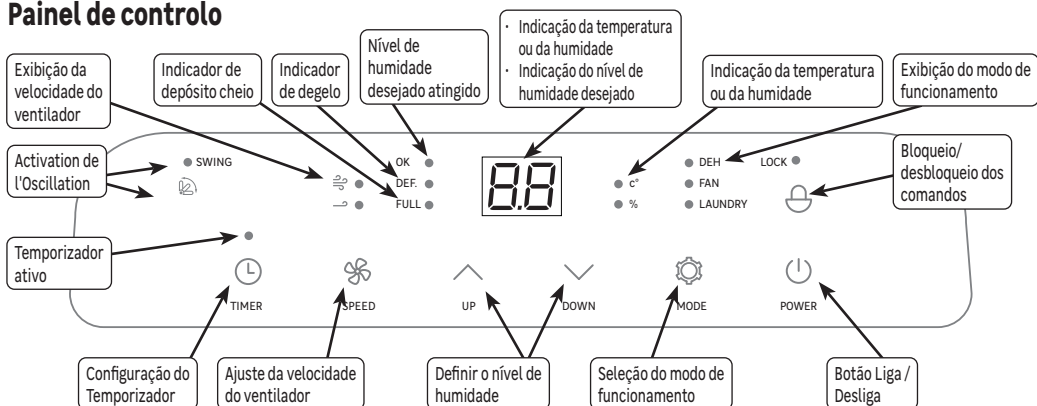 Painel de controlo
Exibição da
velocidade do
ventilador
Indicador de
depósito cheio
Indicador
de degelo
Nível de
humidade
desejado atingido
· Indicação da temperatura
ou da humidade
· Indicação do nível de
humidade desejado
Indicação da temperatura
ou da humidade
Exibição do modo de
funcionamento
Activation de
l'Oscillation
SWING
OK
DEF.
FULL
8.8
c°
%
DEH
FAN
LAUNDRY
LOCK
Bloqueio/
desbloqueio dos
comandos
Temporizador
ativo
TIMER
SPEED
UP
DOWN
MODE
POWER
Configuração do
Temporizador
Ajuste da velocidade
do ventilador
Definir o nível de
humidade
Seleção do modo de
funcionamento
Botão Liga /
Desliga